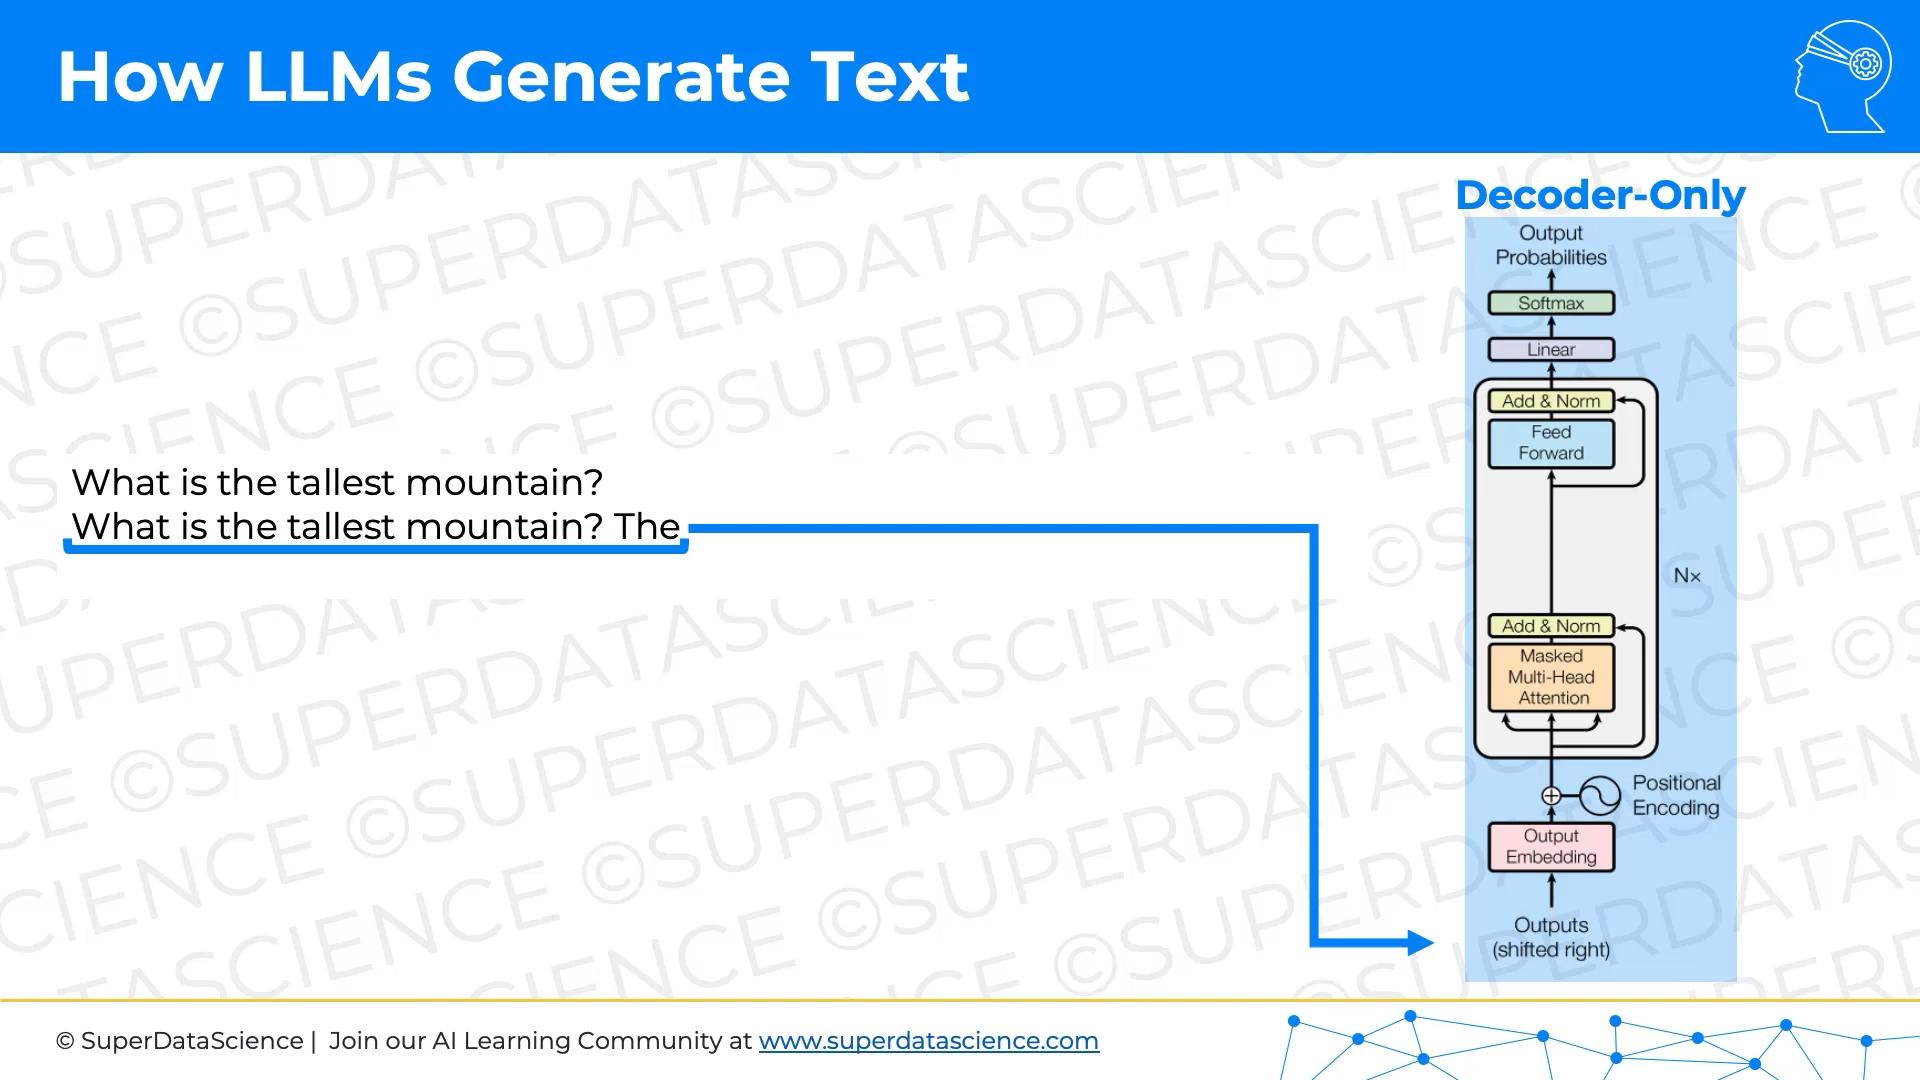 How LLMs Generate Text
Decoder-Only
Output
Probabilities
Softmax
Linear
Add & Norm
Feed
Forward
What is the tallest mountain?
What is the tallest mountain? The
N×
Add & Norm
Masked
Multi-Head
Attention
Positional
Encoding
Output
Embedding
Outputs
(shifted right)
© SuperDataScience | Join our AI Learning Community at www.superdatascience.com
©SUPERDATASCIENCE